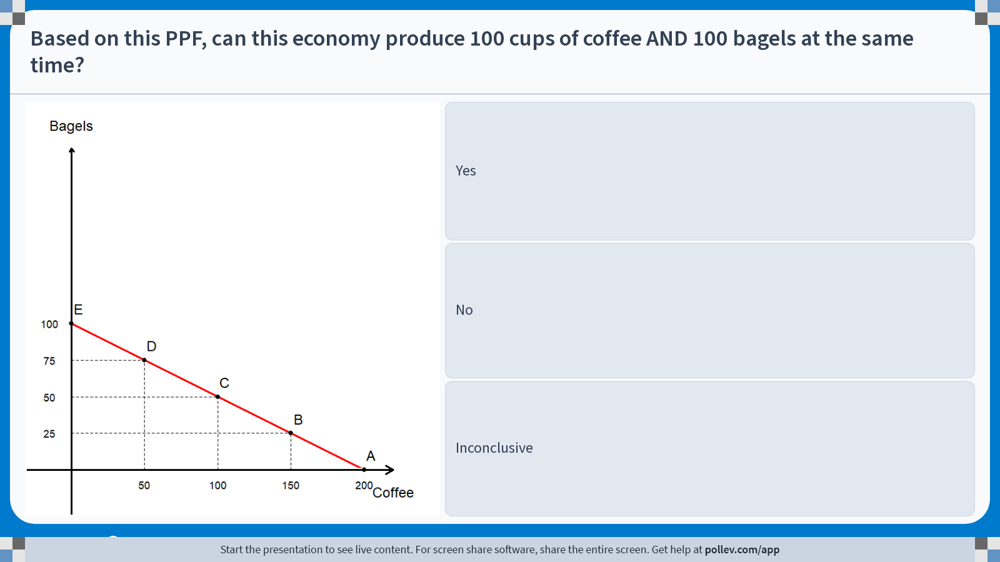 Based on this PPF, can this economy produce 100 cups of coffee AND 100 bagels at the same
time?
Bagels
E
100
D
75
C
50
B
25
A
50
100
150
200
Coffee
Yes
No
Inconclusive
Start the presentation to see live content. For screen share software, share the entire screen. Get help at pollev.com/app